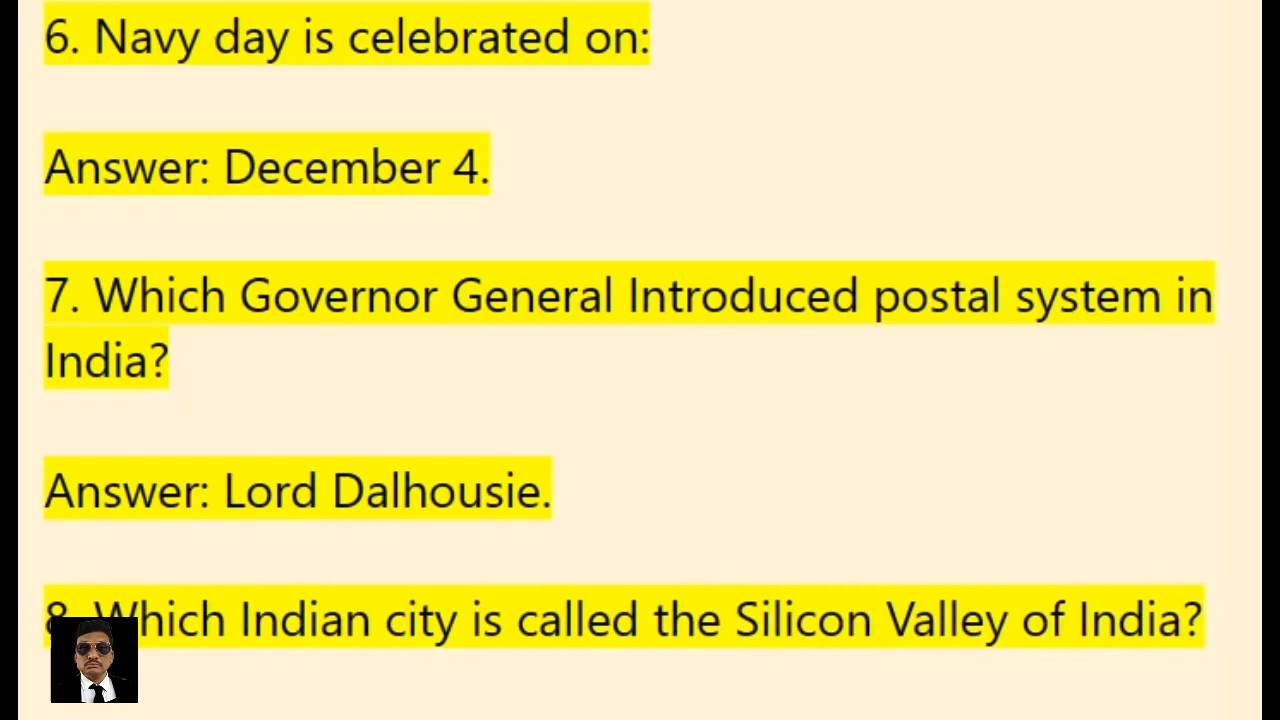 6. Navy day is celebrated on:
Answer: December 4.
7. Which Governor General Introduced postal system in
India?
Answer: Lord Dalhousie.
8. Which Indian city is called the Silicon Valley of India?